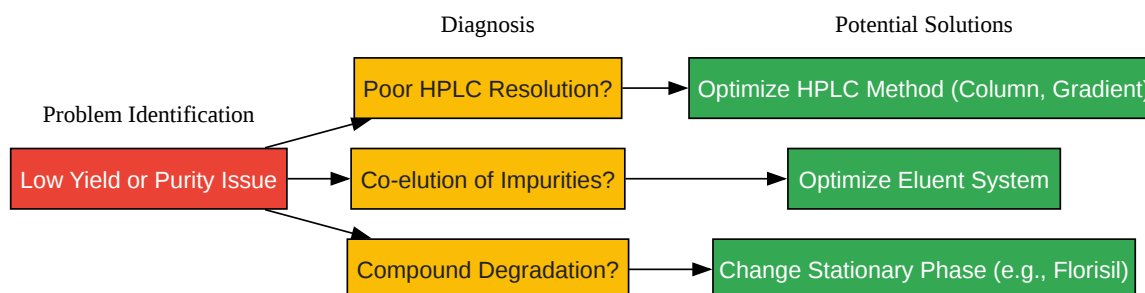 Diagnosis
Potential Solutions
Problem Identification
Poor HPLC Resolution?
Optimize HPLC Method (Column, Gradient)
Low Yield or Purity Issue
Co-elution of Impurities?
Optimize Eluent System
Compound Degradation?
Change Stationary Phase (e.g., Florisil)